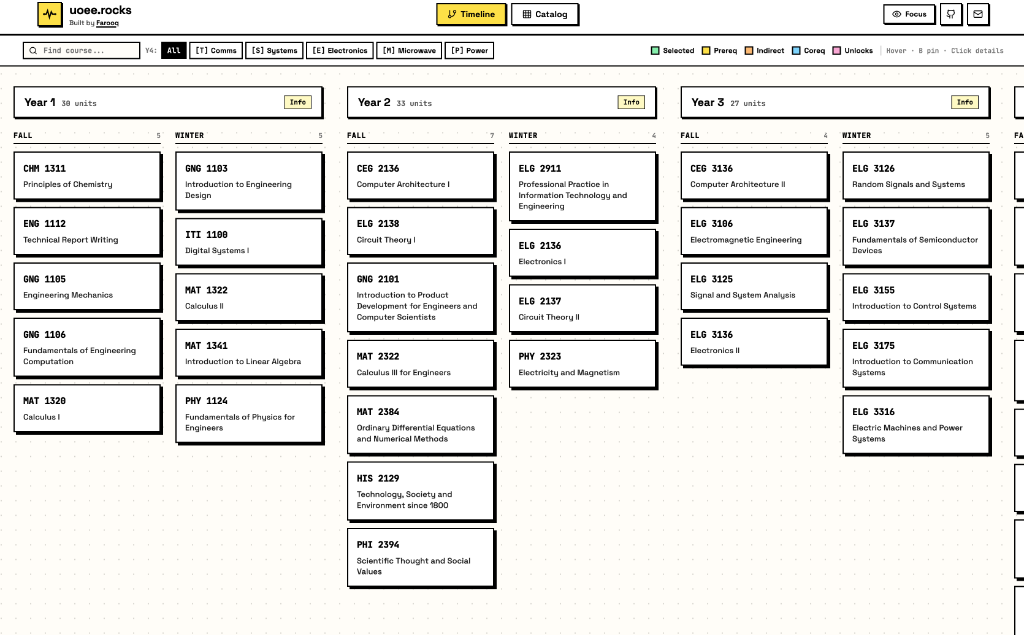 uoee.rocks
Built by Farooq
Timeline
Catalog
Focus
Find course...
Y4:
All
[T] Comms
[S] Systems
[E] Electronics
[M] Microwave
[P] Power
Selected
Prereq
Indirect
Coreq
Unlocks
Hover · B pin · Click details
Year 1 30 units
Info
FALL 5
CHM 1311
Principles of Chemistry
ENG 1112
Technical Report Writing
GNG 1105
Engineering Mechanics
GNG 1106
Fundamentals of Engineering
Computation
MAT 1320
Calculus I
WINTER 5
GNG 1103
Introduction to Engineering
Design
ITI 1100
Digital Systems I
MAT 1322
Calculus II
MAT 1341
Introduction to Linear Algebra
PHY 1124
Fundamentals of Physics for
Engineers
Year 2 33 units
Info
FALL 7
CEG 2136
Computer Architecture I
ELG 2138
Circuit Theory I
GNG 2101
Introduction to Product
Development for Engineers and
Computer Scientists
MAT 2322
Calculus III for Engineers
MAT 2384
Ordinary Differential Equations
and Numerical Methods
HIS 2129
Technology, Society and
Environment since 1800
PHI 2394
Scientific Thought and Social
Values
WINTER 4
ELG 2911
Professional Practice in
Information Technology and
Engineering
ELG 2136
Electronics I
ELG 2137
Circuit Theory II
PHY 2323
Electricity and Magnetism
Year 3 27 units
Info
FALL 4
CEG 3136
Computer Architecture II
ELG 3106
Electromagnetic Engineering
ELG 3125
Signal and System Analysis
ELG 3136
Electronics II
WINTER 5
ELG 3126
Random Signals and Systems
ELG 3137
Fundamentals of Semiconductor
Devices
ELG 3155
Introduction to Control Systems
ELG 3175
Introduction to Communication
Systems
ELG 3316
Electric Machines and Power
Systems